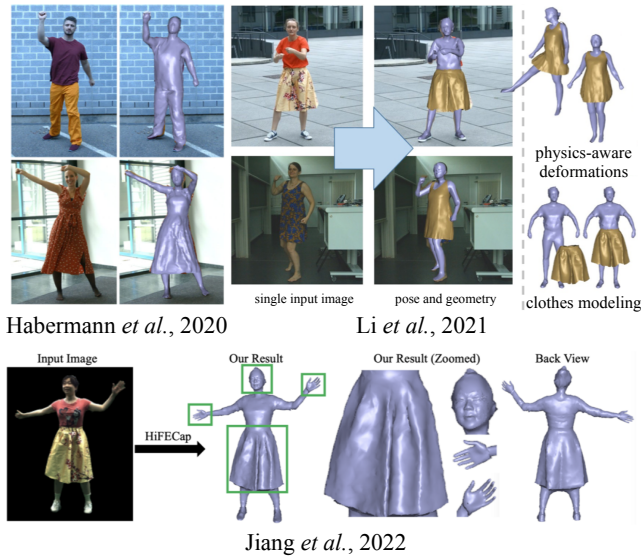 physics-aware
deformations
single input image
pose and geometry
clothes modeling
Habermann et al., 2020
Li et al., 2021
Input Image
Our Result
Our Result (Zoomed)
Back View
HiFECap
Jiang et al., 2022